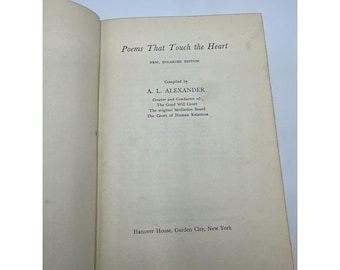 Poems That Touch the Heart
NEW, ENLARGED EDITION
Compiled by
A. L. ALEXANDER
Creator and Conductor of:
The Good Will Court
The original Mediation Board
The Court of Human Relations
Hanover House, Garden City, New York